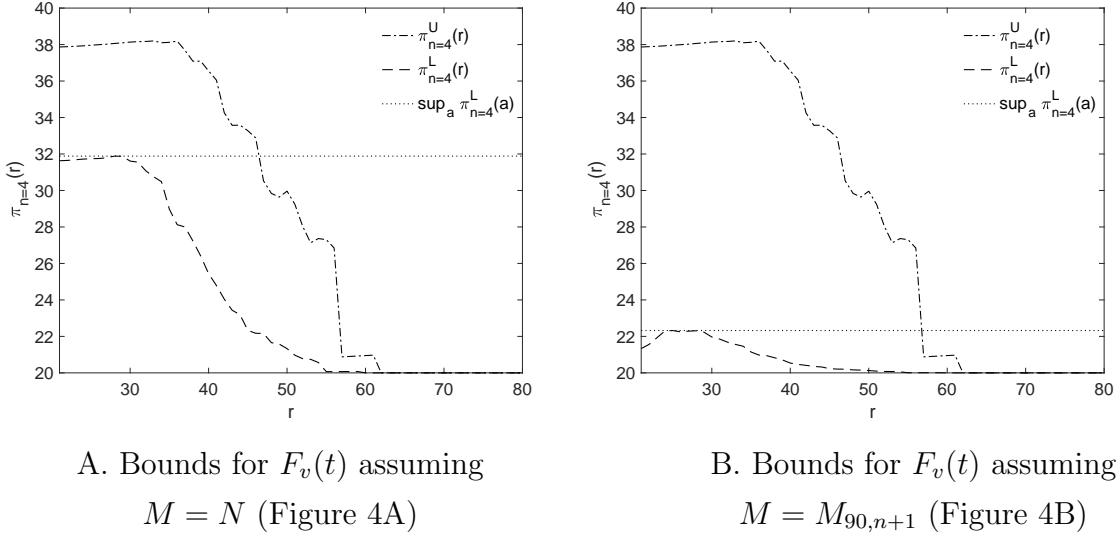 40
38
36
34
32
30
28
26
24
22
20
π_{n=4}(r)
30 40 50 60 70 80
r
π^U_{n=4}(r)
π^L_{n=4}(r)
sup_a π^L_{n=4}(a)
A. Bounds for F_v(t) assuming
M = N (Figure 4A)
40
38
36
34
32
30
28
26
24
22
20
π_{n=4}(r)
30 40 50 60 70 80
r
π^U_{n=4}(r)
π^L_{n=4}(r)
sup_a π^L_{n=4}(a)
B. Bounds for F_v(t) assuming
M = M_{90,n+1} (Figure 4B)